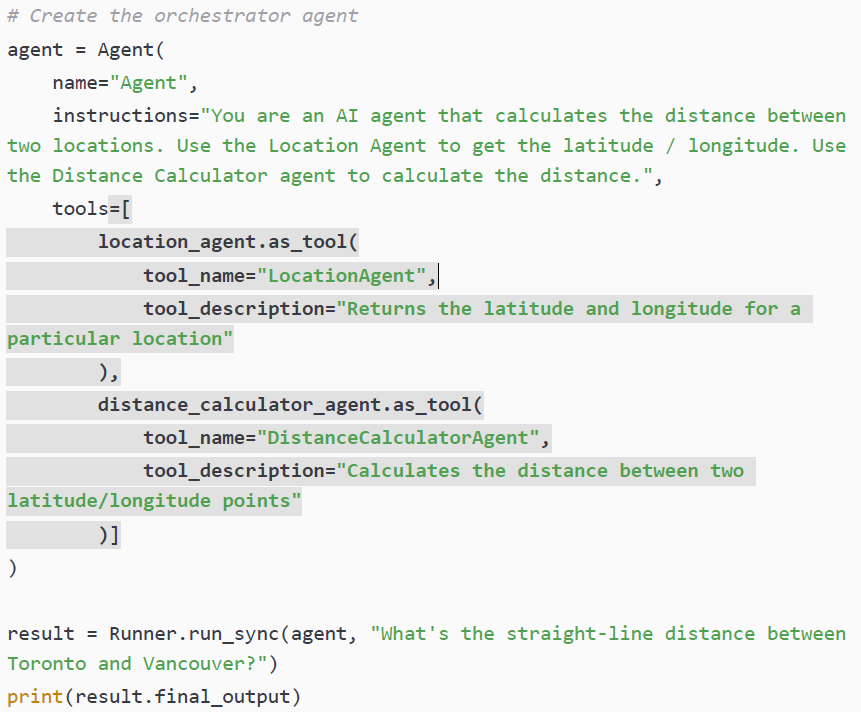 # Create the orchestrator agent
agent = Agent(
    name="Agent",
    instructions="You are an AI agent that calculates the distance between
two locations. Use the Location Agent to get the latitude / longitude. Use
the Distance Calculator agent to calculate the distance.",
    tools=[
        location_agent.as_tool(
            tool_name="LocationAgent",
            tool_description="Returns the latitude and longitude for a
particular location"
        ),
        distance_calculator_agent.as_tool(
            tool_name="DistanceCalculatorAgent",
            tool_description="Calculates the distance between two
latitude/longitude points"
        )]
)

result = Runner.run_sync(agent, "What's the straight-line distance between
Toronto and Vancouver?")
print(result.final_output)